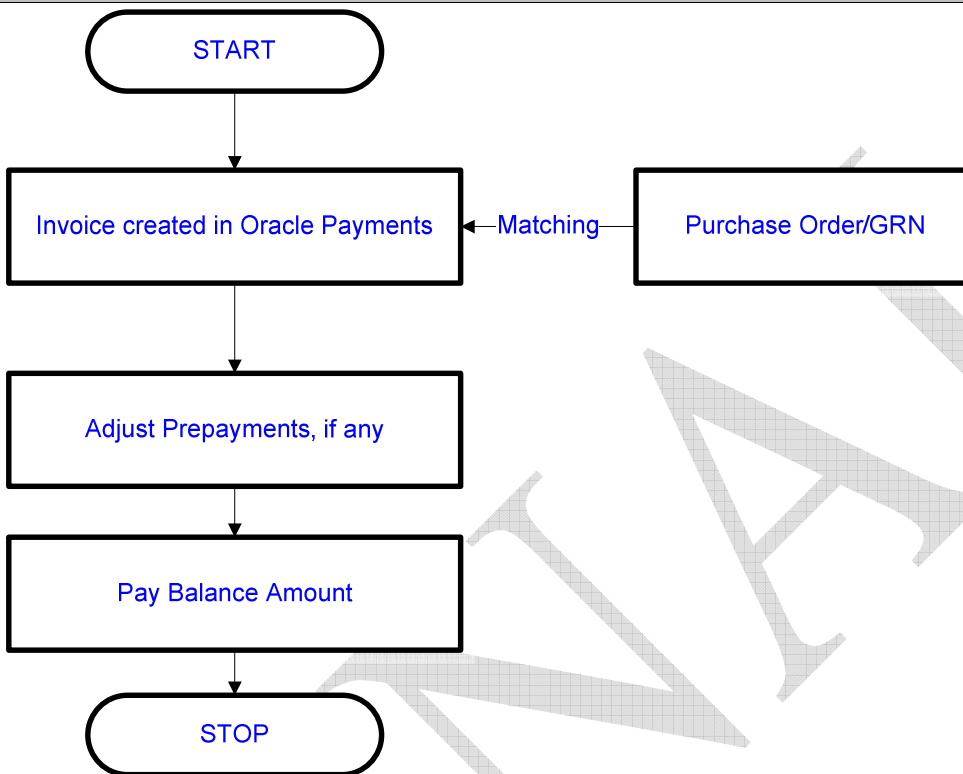 START
Invoice created in Oracle Payments
Matching
Purchase Order/GRN
Adjust Prepayments, if any
Pay Balance Amount
STOP